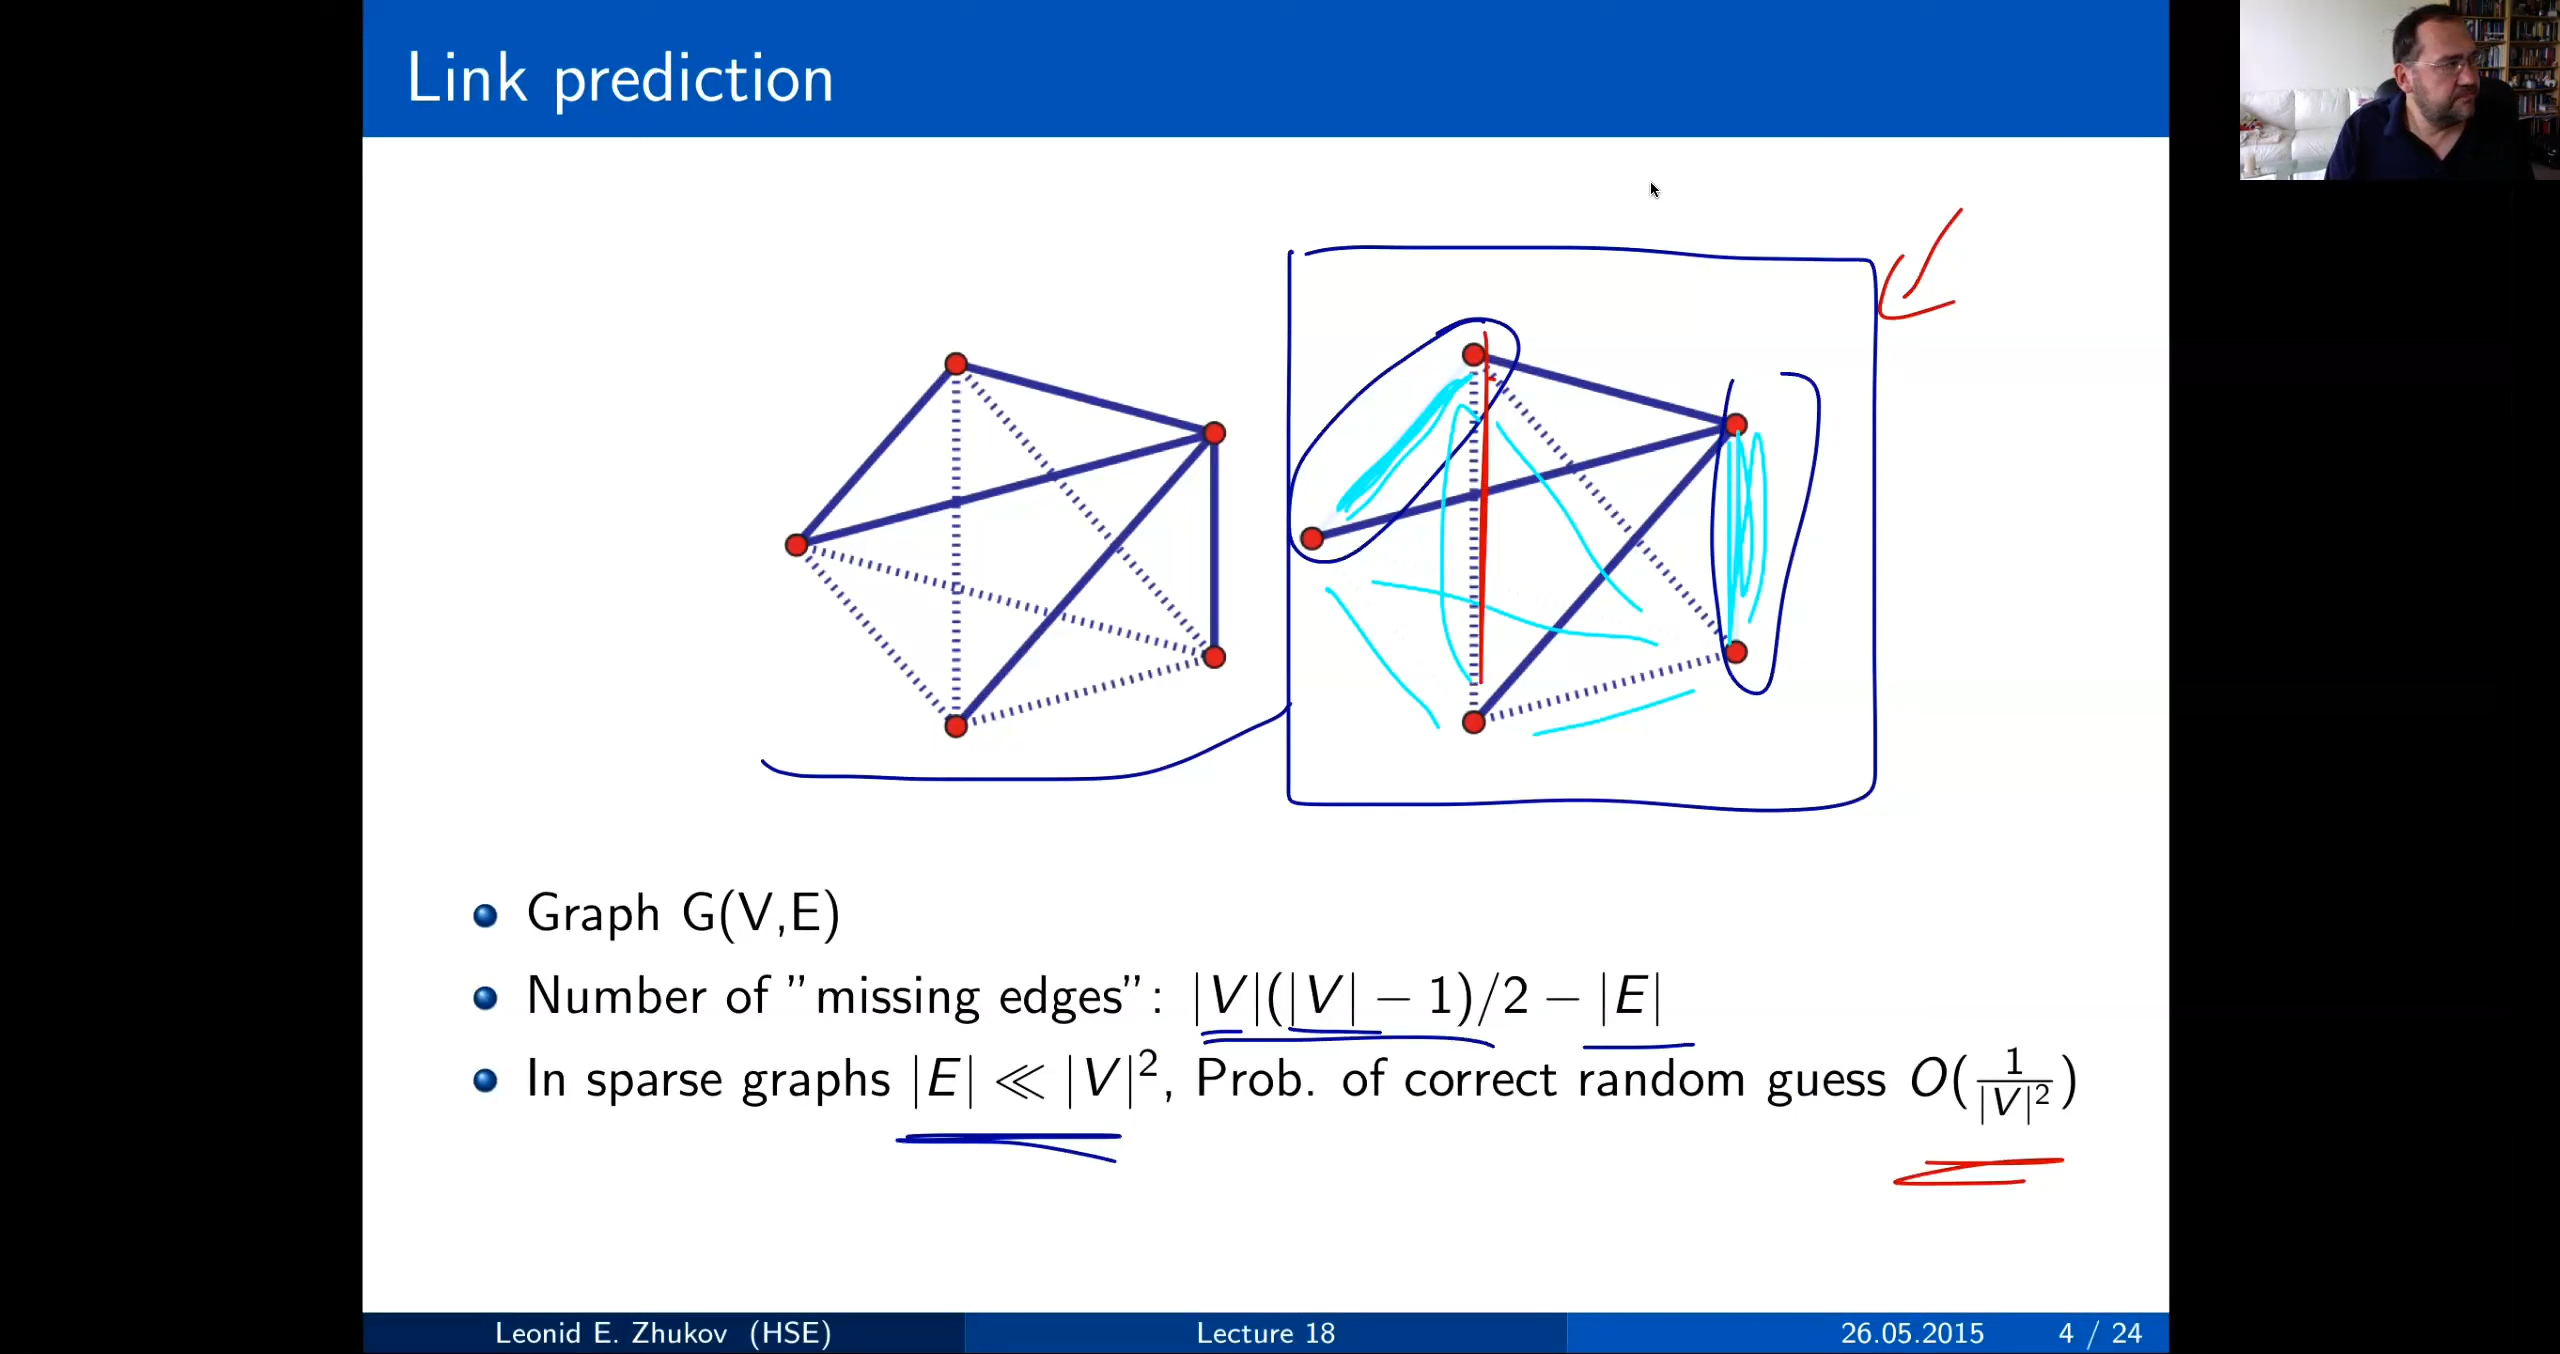 Link prediction
Graph G(V,E)
Number of "missing edges": |V|(|V| − 1)/2 − |E|
In sparse graphs |E| ≪ |V|², Prob. of correct random guess O(1/|V|²)
Leonid E. Zhukov (HSE) Lecture 18 26.05.2015 4 / 24